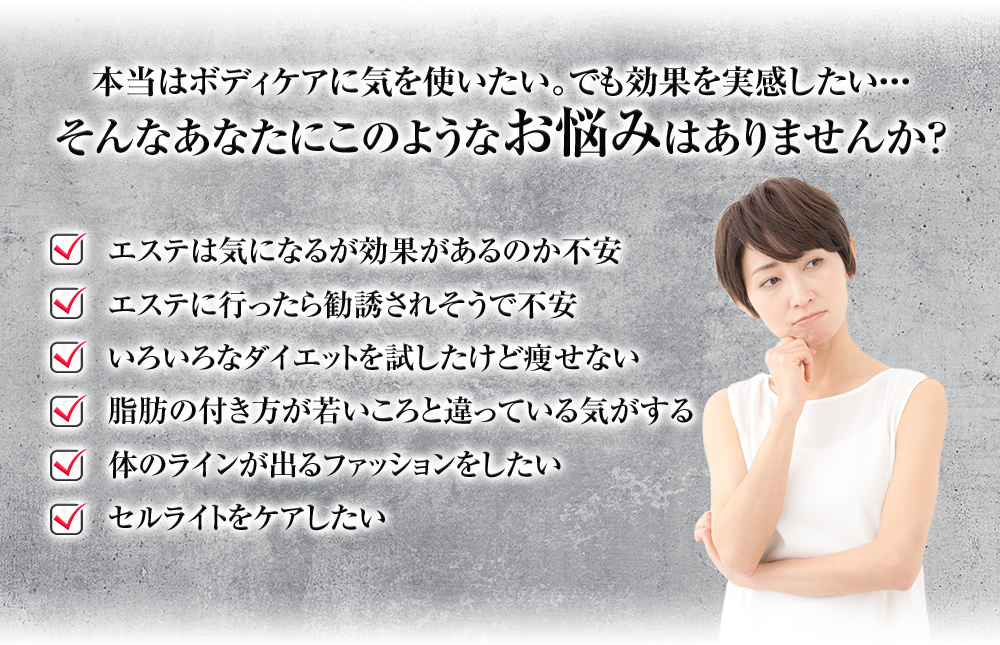 本当はボディケアに気を使いたい。でも効果を実感したい…
そんなあなたにこのようなお悩みはありませんか?
エステは気になるが効果があるのか不安
エステに行ったら勧誘されそうで不安
いろいろなダイエットを試したけど痩せない
脂肪の付き方が若いころと違っている気がする
体のラインが出るファッションをしたい
セルライトをケアしたい